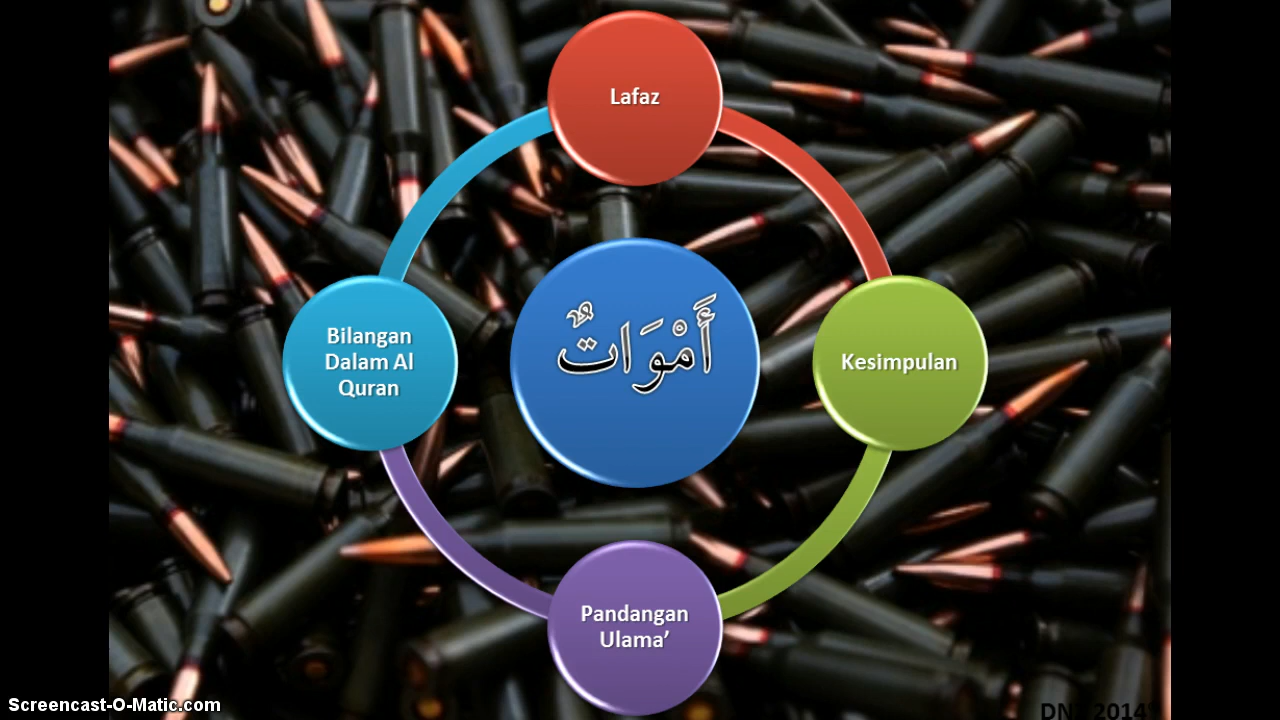 Lafaz
Bilangan
Dalam Al
Quran
أَمْوَاتٌ
Kesimpulan
Pandangan
Ulama’
Screencast-O-Matic.com